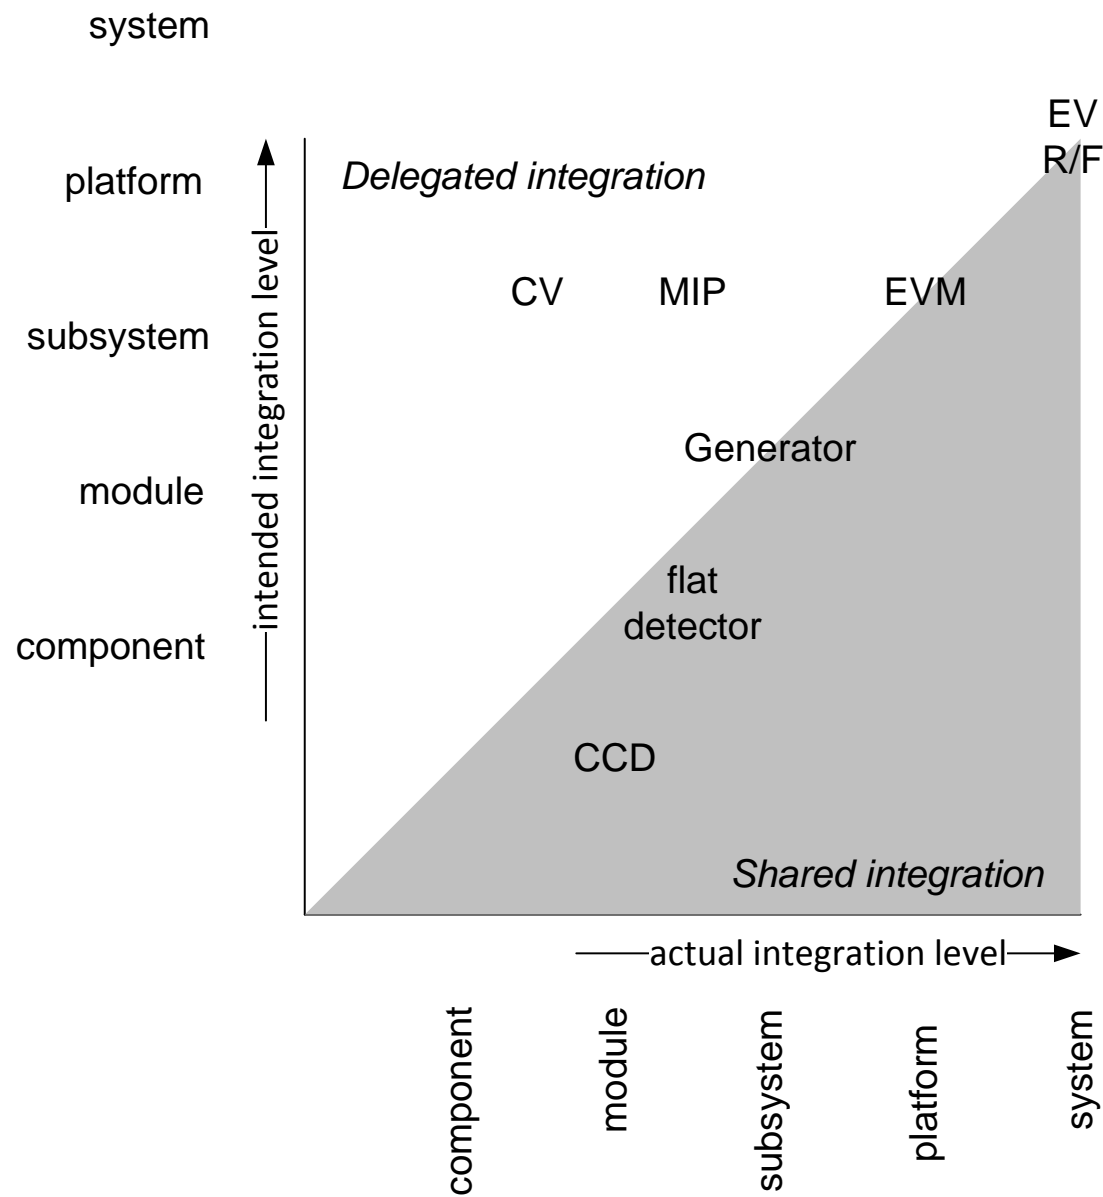 system
EV
R/F
platform
Delegated integration
intended integration level
CV
MIP
EVM
subsystem
Generator
module
flat
detector
component
CCD
Shared integration
actual integration level
component
module
subsystem
platform
system